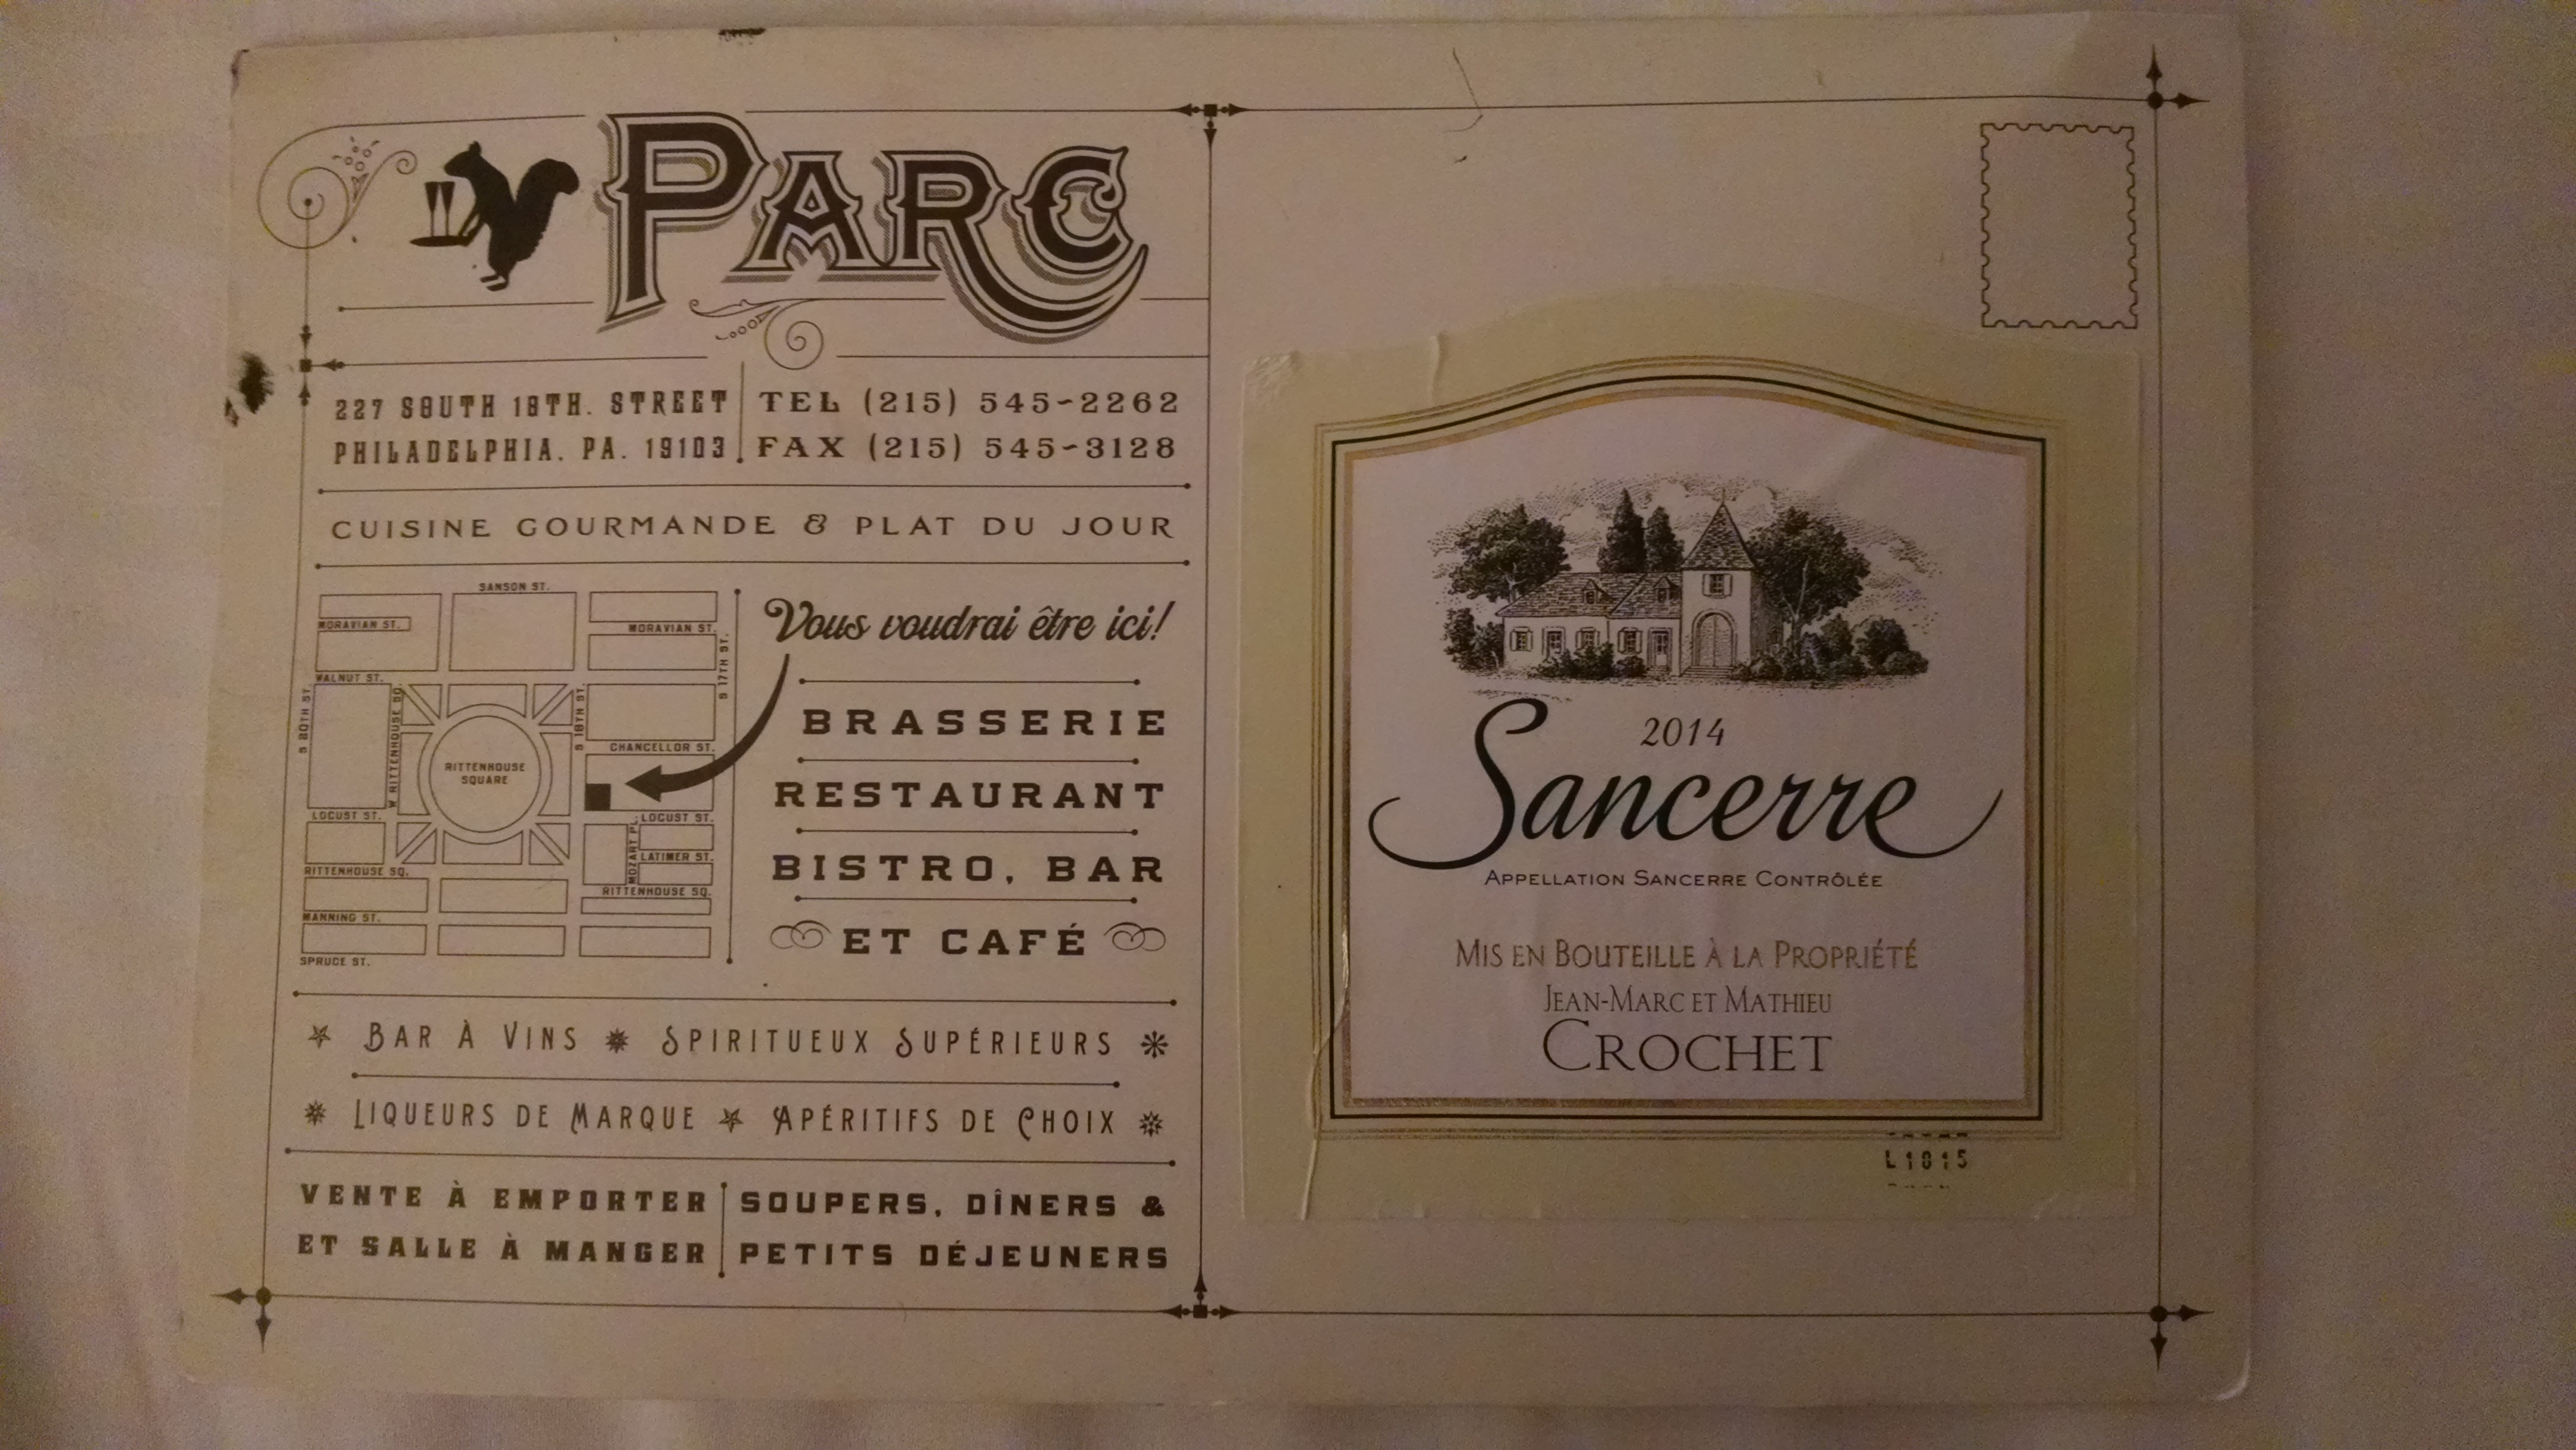 PARC
227 SOUTH 18TH. STREET
PHILADELPHIA. PA. 19103
TEL (215) 545-2262
FAX (215) 545-3128
CUISINE GOURMANDE & PLAT DU JOUR
SANSON ST.
MORAVIAN ST.
MORAVIAN ST.
S 17TH ST.
WALNUT ST.
S 20TH ST.
W RITTENHOUSE SQ.
S 18TH ST.
CHANCELLOR ST.
RITTENHOUSE
SQUARE
LOCUST ST.
LOCUST ST.
MOZART PL.
LATIMER ST.
RITTENHOUSE SQ.
RITTENHOUSE SQ.
MANNING ST.
SPRUCE ST.
Vous voudrai être ici!
BRASSERIE
RESTAURANT
BISTRO, BAR
ET CAFÉ
BAR À VINS SPIRITUEUX SUPÉRIEURS
LIQUEURS DE MARQUE APÉRITIFS DE CHOIX
VENTE À EMPORTER
ET SALLE À MANGER
SOUPERS, DÎNERS &
PETITS DÉJEUNERS
2014
Sancerre
APPELLATION SANCERRE CONTRÔLÉE
MIS EN BOUTEILLE À LA PROPRIÉTÉ
JEAN-MARC ET MATHIEU
CROCHET
L1015